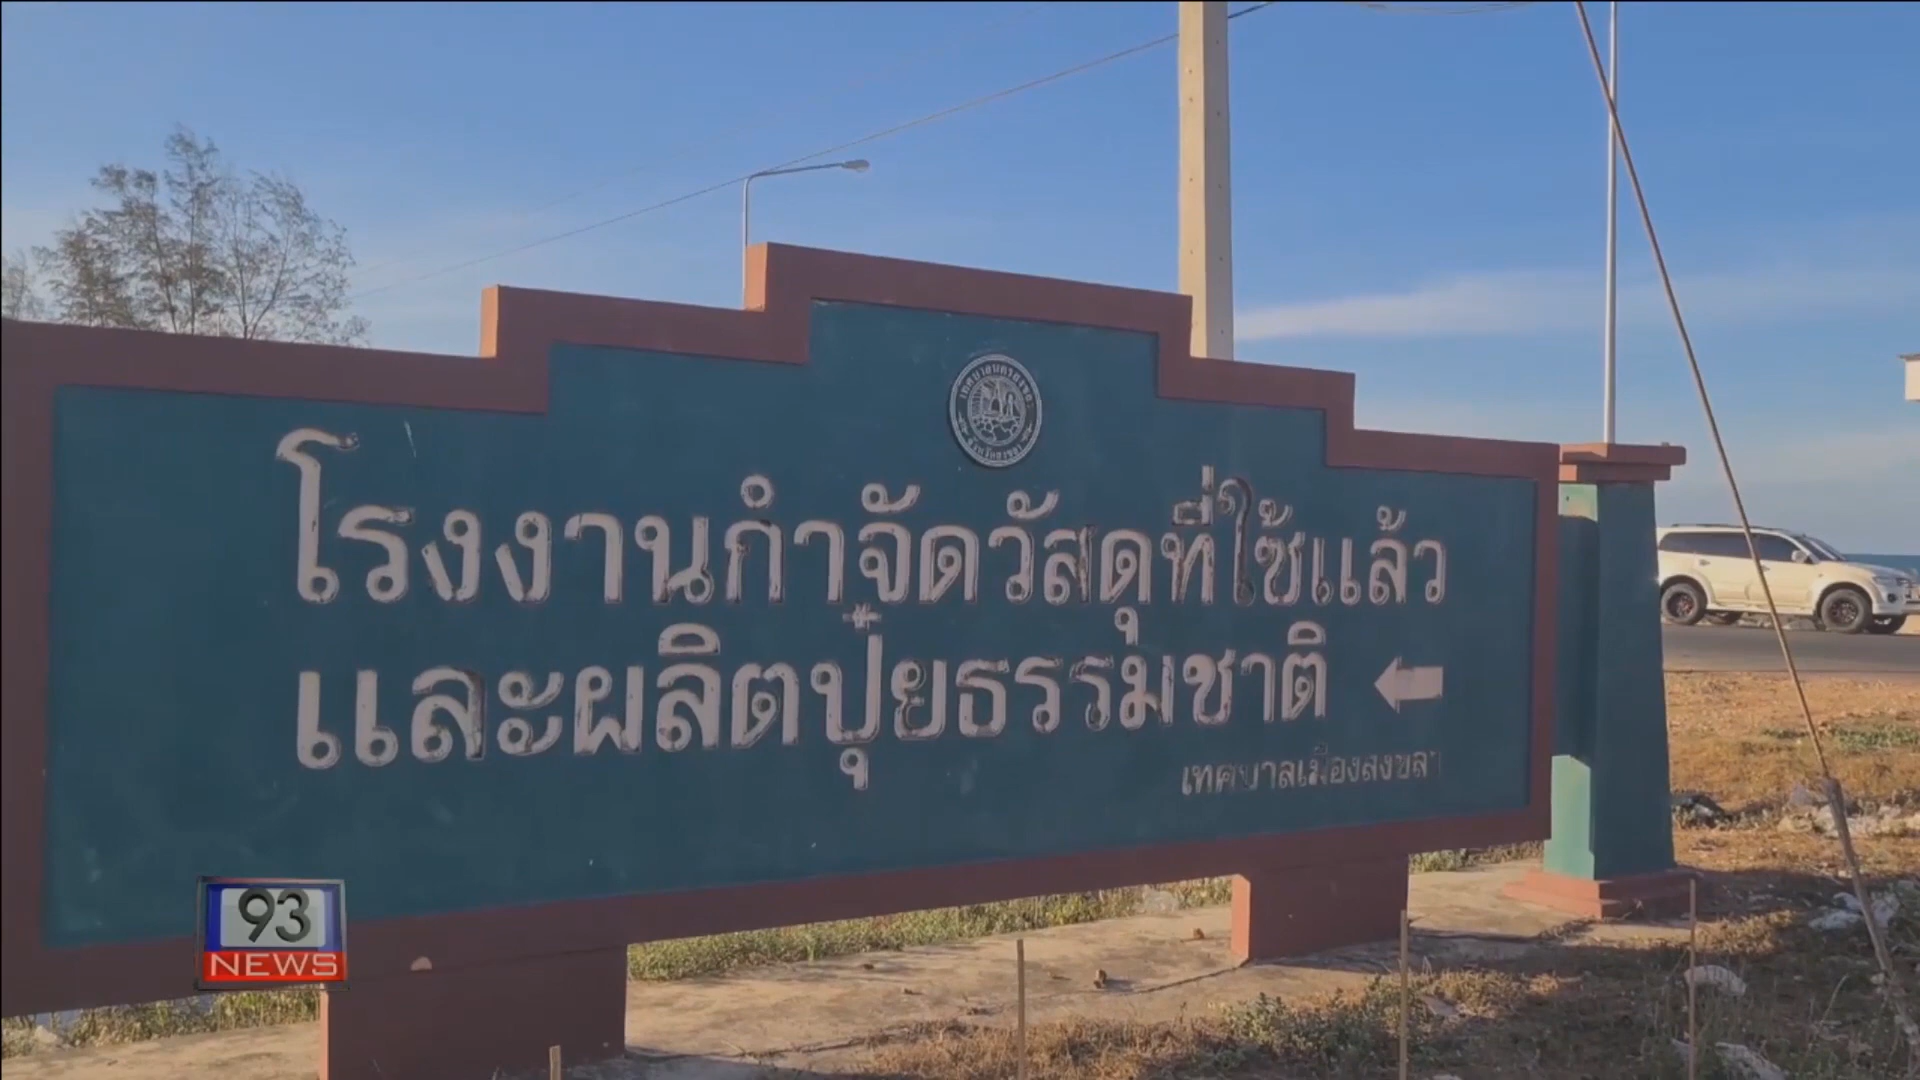 โรงงานกำจัดวัสดุที่ใช้แล้ว
และผลิตปุ๋ยธรรมชาติ
เทศบาลเมืองสงขลา
93
NEWS